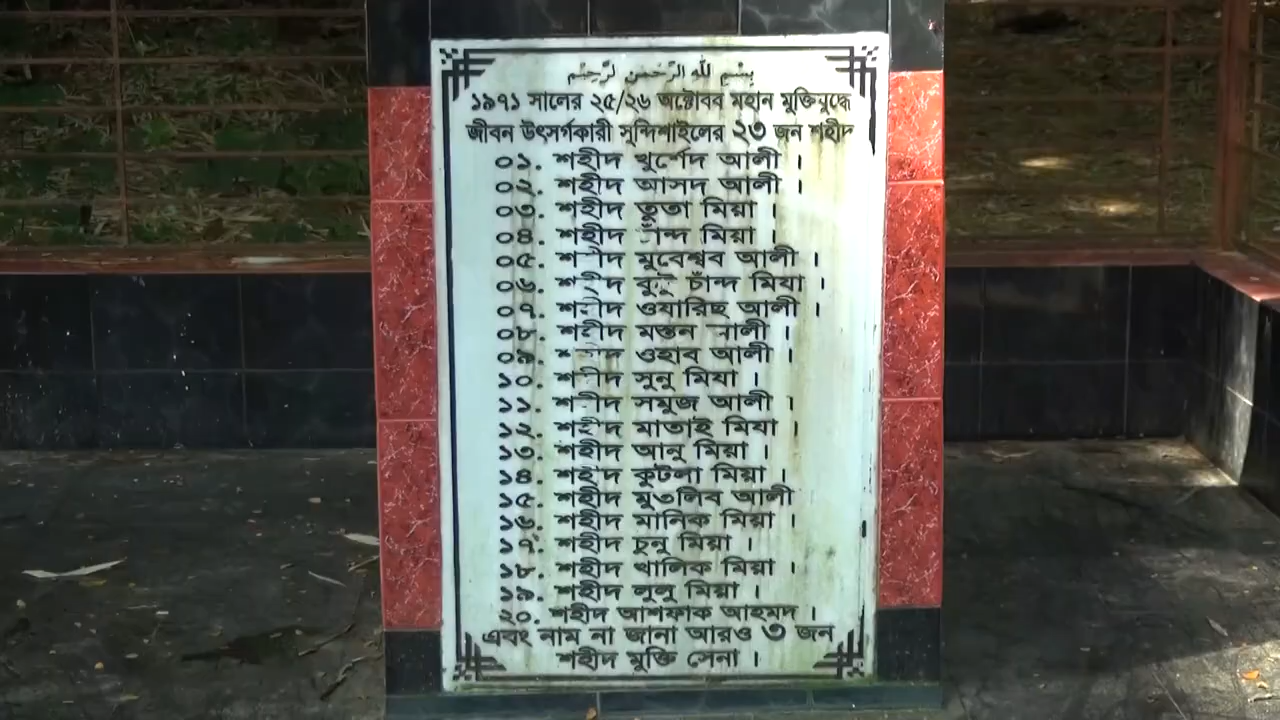 بِسْمِ اللهِ الرَّحْمٰنِ الرَّحِيْمِ
১৯৭১ সালের ২৫/২৬ অক্টোবর মহান মুক্তিযুদ্ধে
জীবন উৎসর্গকারী সুন্দিশাইলের ২৩ জন শহীদ
০১. শহীদ খুর্শেদ আলী ।
০২. শহীদ আসদ আলী ।
০৩. শহীদ তুতা মিয়া ।
০৪. শহীদ মিয়া ।
০৫. শহীদ মুবেশ্বর আলী ।
০৬. শহীদ চাঁন্দ মিয়া ।
০৭. শহীদ ওয়ারিছ আলী ।
০৮. শহীদ মস্তন আলী ।
০৯. শহীদ ওহাব আলী ।
১০. শহীদ সুনু মিয়া ।
১১. শহীদ সমুজ আলী ।
১২. শহীদ মাতাই মিয়া ।
১৩. শহীদ আনু মিয়া ।
১৪. শহীদ কুটলা মিয়া ।
১৫. শহীদ মুতলিব আলী
১৬. শহীদ মানিক মিয়া ।
১৭. শহীদ চুনু মিয়া ।
১৮. শহীদ খালিক মিয়া ।
১৯. শহীদ লুলু মিয়া ।
২০. শহীদ আশফাক আহমদ ।
এবং নাম না জানা আরও ৩ জন
শহীদ মুক্তি সেনা ।